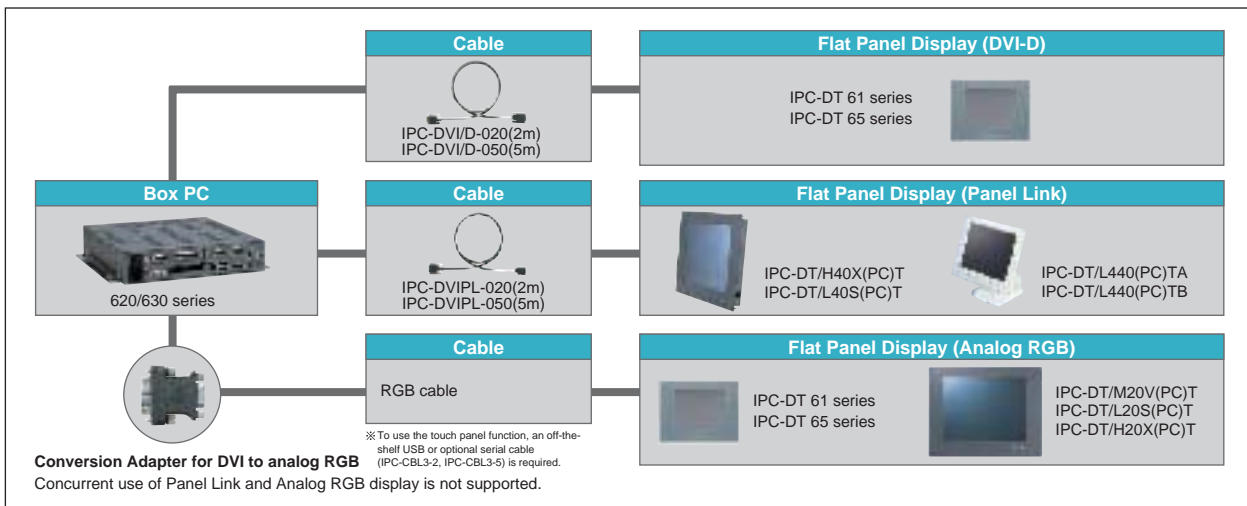 Cable
Flat Panel Display (DVI-D)
IPC-DVI/D-020(2m)
IPC-DVI/D-050(5m)
IPC-DT 61 series
IPC-DT 65 series
Box PC
620/630 series
Cable
IPC-DVIPL-020(2m)
IPC-DVIPL-050(5m)
Flat Panel Display (Panel Link)
IPC-DT/H40X(PC)T
IPC-DT/L40S(PC)T
IPC-DT/L440(PC)TA
IPC-DT/L440(PC)TB
Cable
RGB cable
Flat Panel Display (Analog RGB)
IPC-DT 61 series
IPC-DT 65 series
IPC-DT/M20V(PC)T
IPC-DT/L20S(PC)T
IPC-DT/H20X(PC)T
※To use the touch panel function, an off-the-
shelf USB or optional serial cable
(IPC-CBL3-2, IPC-CBL3-5) is required.
Conversion Adapter for DVI to analog RGB
Concurrent use of Panel Link and Analog RGB display is not supported.